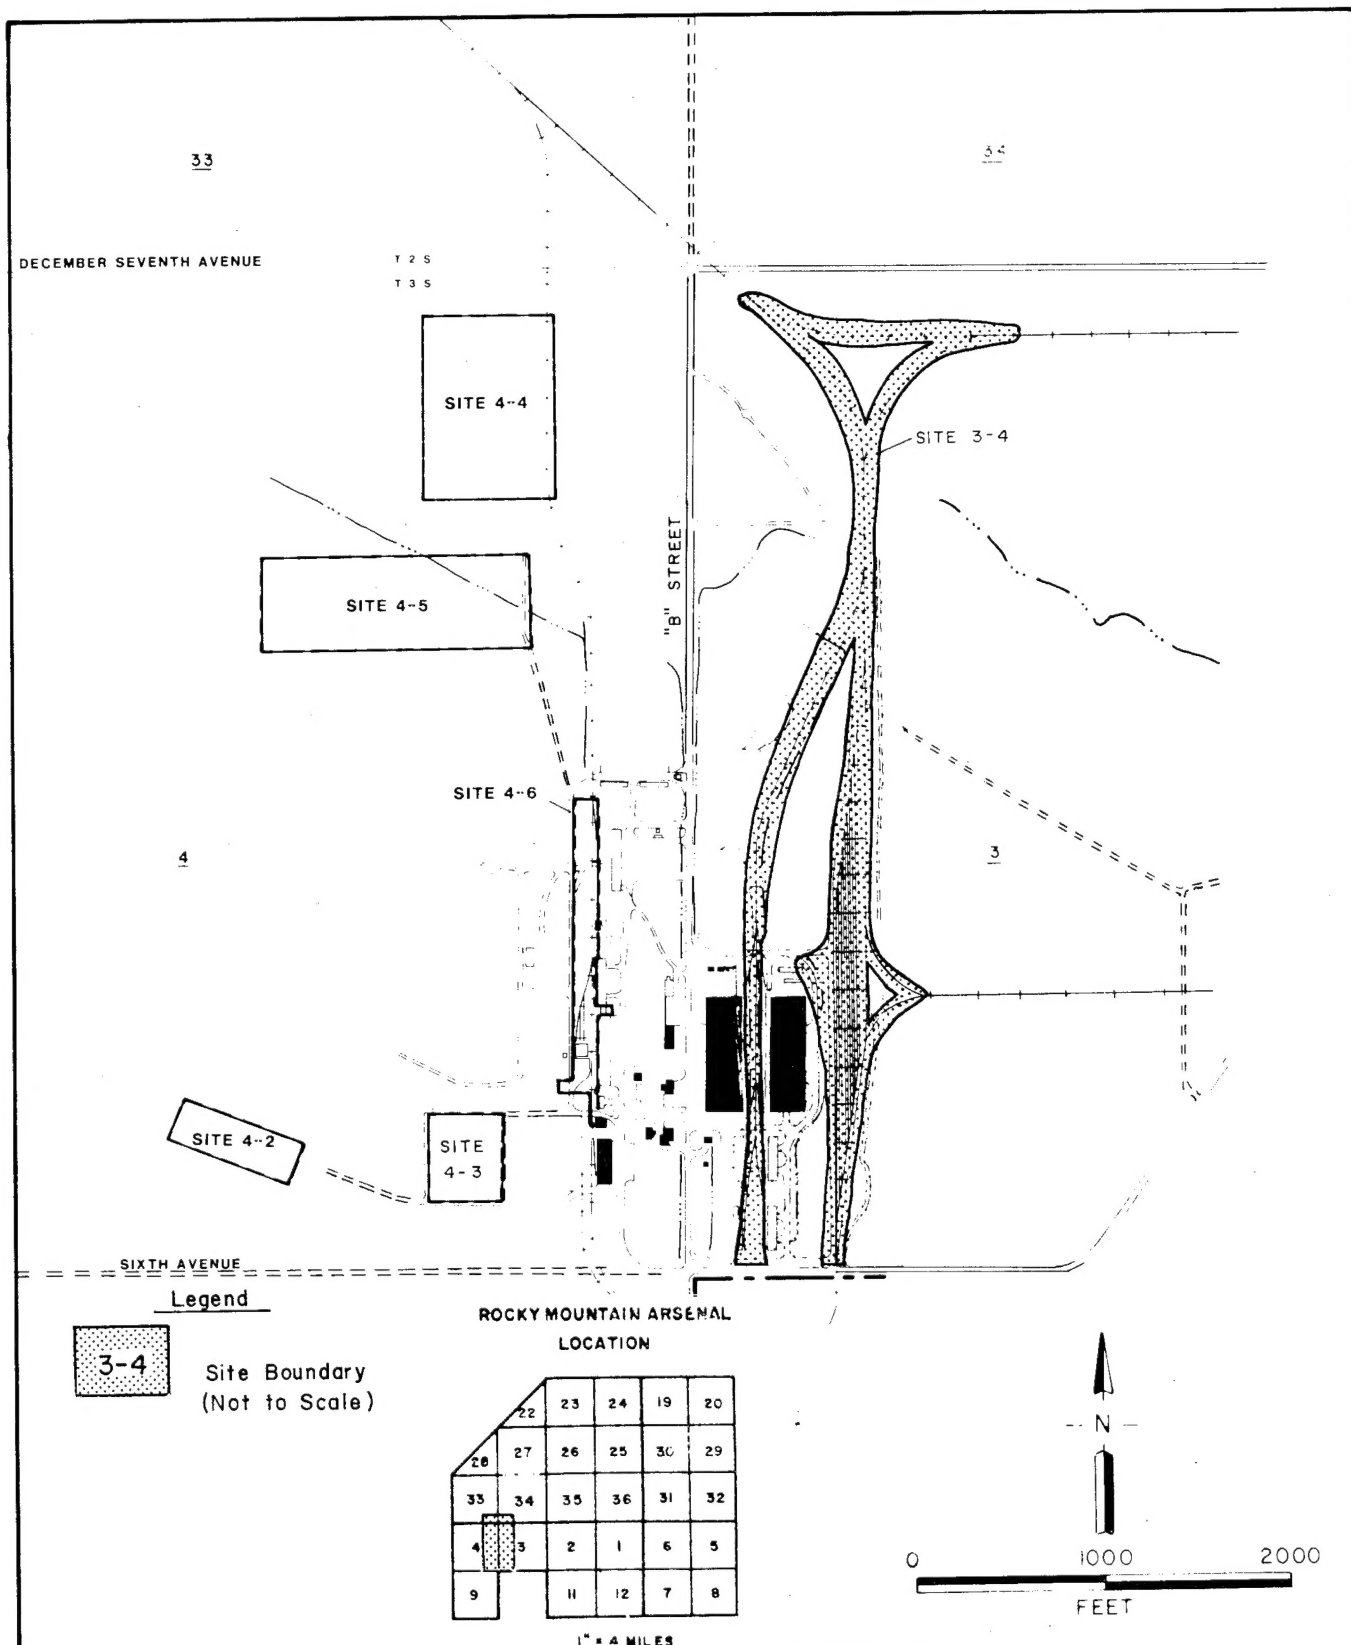 33
34
DECEMBER SEVENTH AVENUE
T 2 S
T 3 S
SITE 4-4
SITE 3-4
"B" STREET
SITE 4-5
SITE 4-6
4
3
SITE 4-2
SITE
4-3
SIXTH AVENUE
Legend
3-4
Site Boundary
(Not to Scale)
ROCKY MOUNTAIN ARSENAL
LOCATION
22 23 24 19 20
28 27 26 25 30 29
33 34 35 36 31 32
4 3 2 1 6 5
9 11 12 7 8
1" = 4 MILES
N
0 1000 2000
FEET